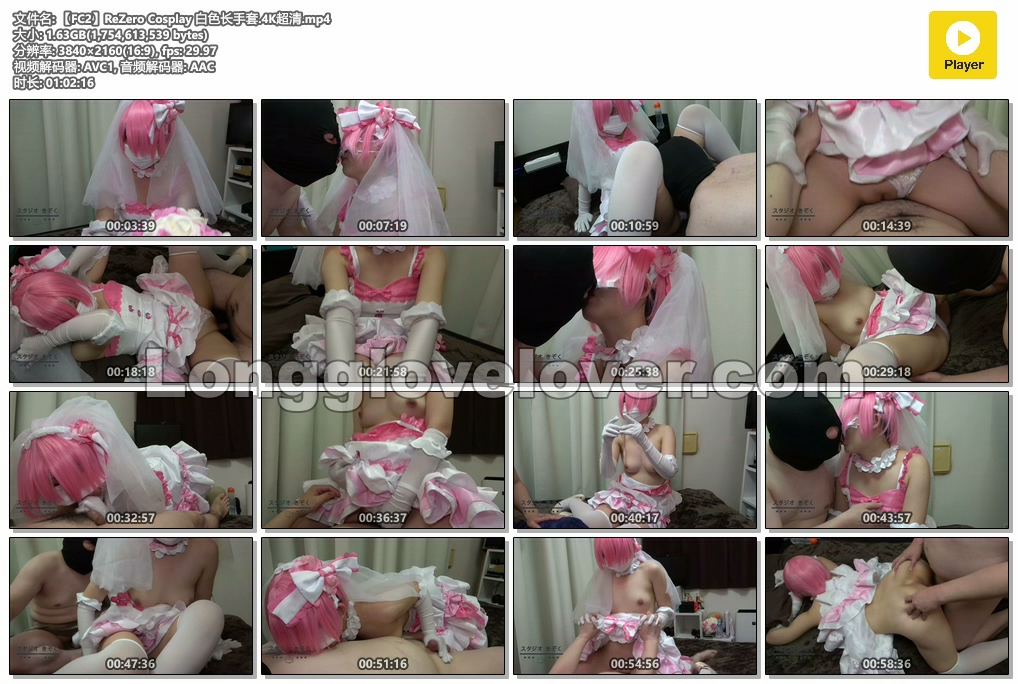 文件名: 【FC2】ReZero Cosplay 白色长手套.4K超清.mp4
大小: 1.63GB(1,754,613,539 bytes)
分辨率: 3840×2160(16:9), fps: 29.97
视频解码器: AVC1, 音频解码器: AAC
时长: 01:02:16
Player
00:03:39
00:07:19
00:10:59
00:14:39
00:18:18
00:21:58
00:25:38
00:29:18
Longglovelover.com
00:32:57
00:36:37
00:40:17
00:43:57
00:47:36
00:51:16
00:54:56
00:58:36